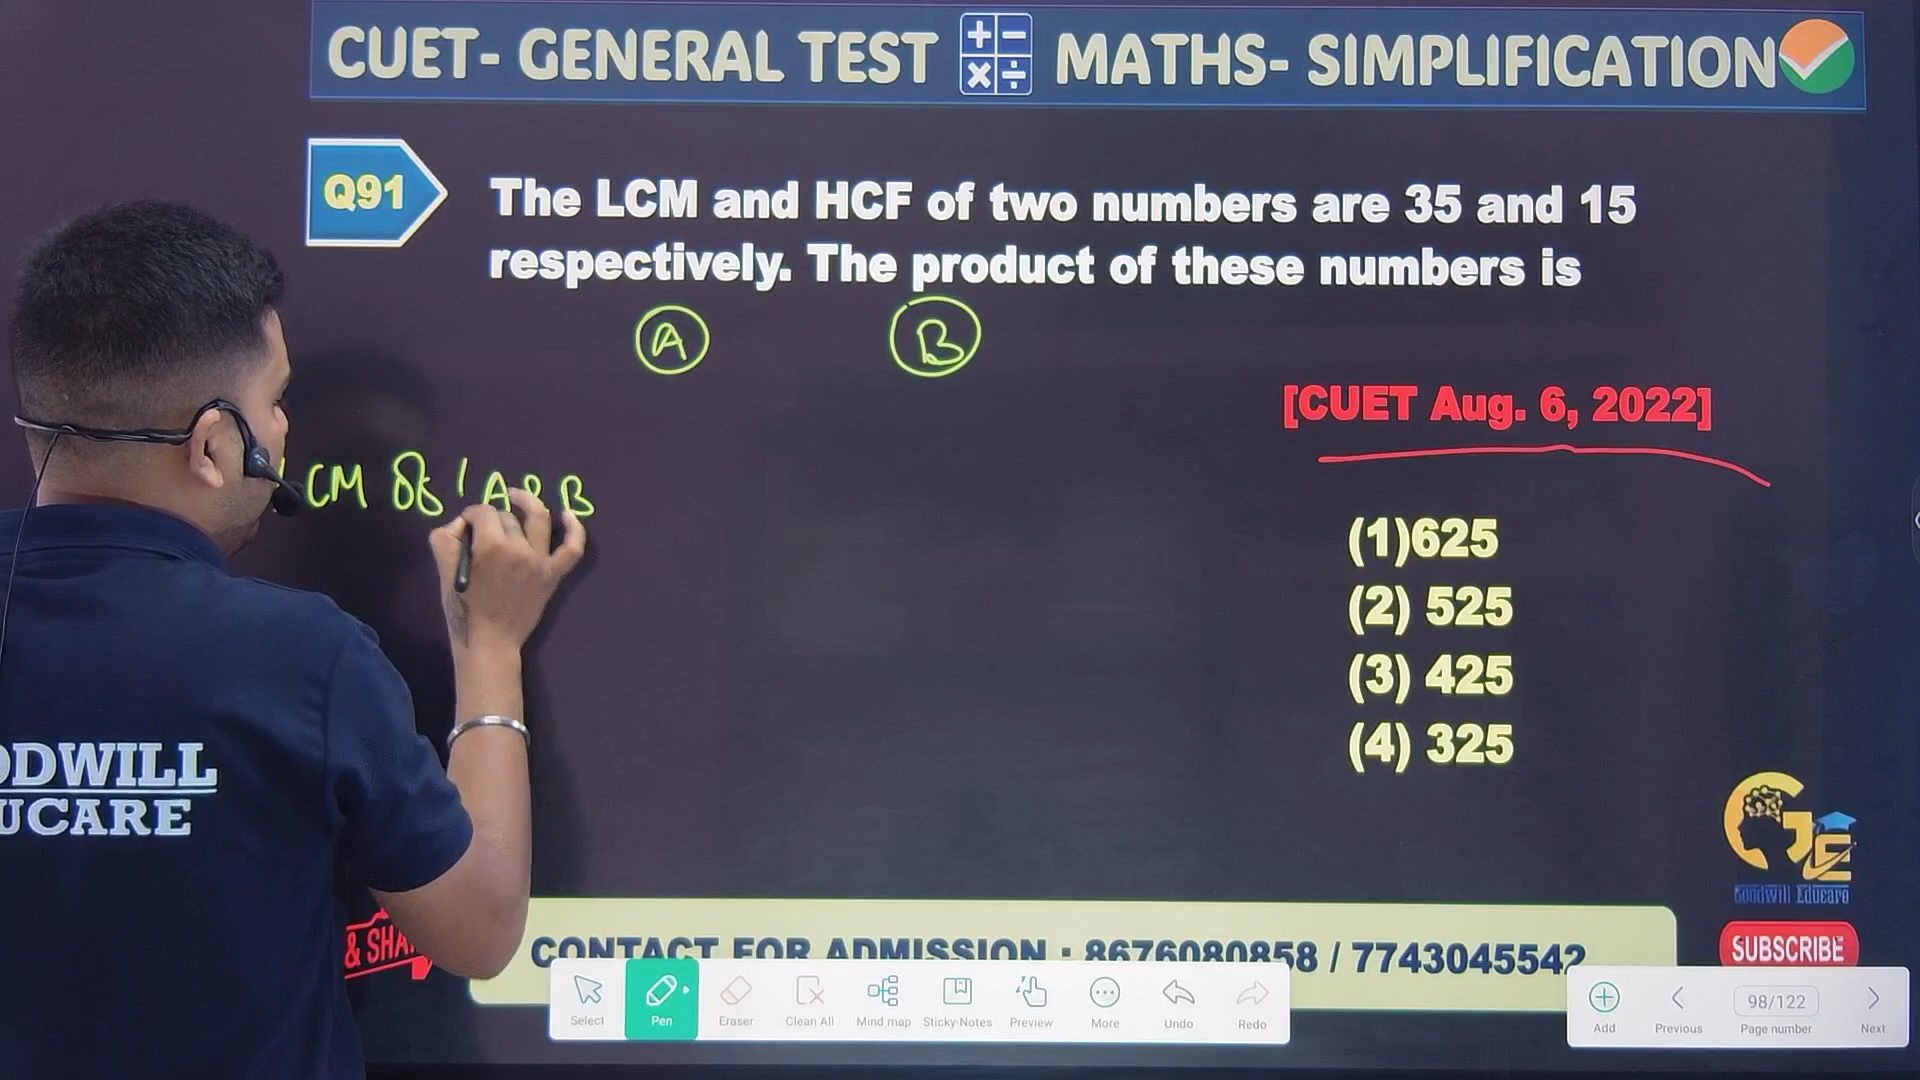 CUET- GENERAL TEST + - × ÷ MATHS- SIMPLIFICATION
Q91
The LCM and HCF of two numbers are 35 and 15
respectively. The product of these numbers is
A B
[CUET Aug. 6, 2022]
CM of 'A & B
(1)625
(2) 525
(3) 425
(4) 325
ODWILL
UCARE
Goodwill Educare
& SHA
CONTACT FOR ADMISSION : 8676080858 / 7743045542
SUBSCRIBE
Select Pen Eraser Clean All Mind map Sticky-Notes Preview More Undo Redo
98/122
Add Previous Page number Next